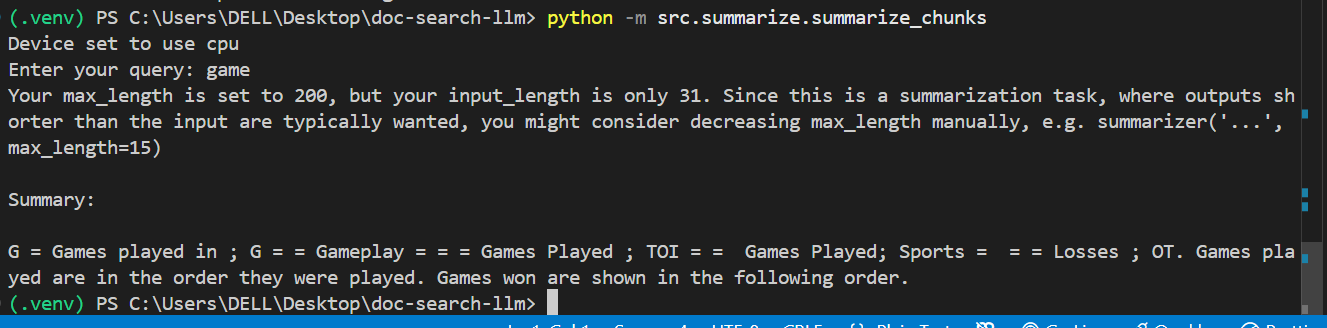 (.venv) PS C:\Users\DELL\Desktop\doc-search-llm> python -m src.summarize.summarize_chunks
Device set to use cpu
Enter your query: game
Your max_length is set to 200, but your input_length is only 31. Since this is a summarization task, where outputs sh
orter than the input are typically wanted, you might consider decreasing max_length manually, e.g. summarizer('...',
max_length=15)
Summary:
G = Games played in ; G = = Gameplay = = = Games Played ; TOI = =  Games Played; Sports =  = = Losses ; OT. Games pla
yed are in the order they were played. Games won are shown in the following order.
(.venv) PS C:\Users\DELL\Desktop\doc-search-llm>